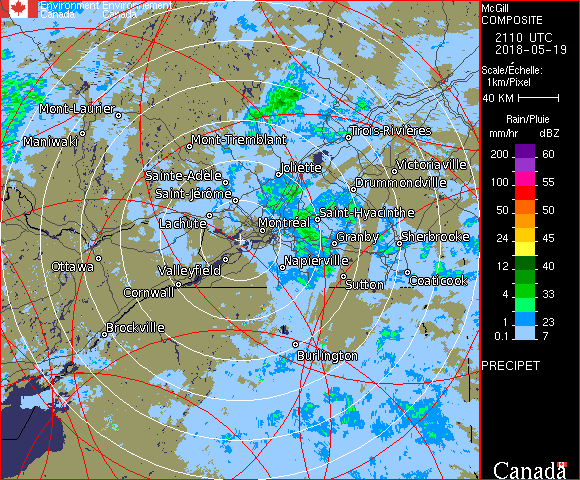 Environment Environnement
Canada Canada
McGill
COMPOSITE
2110 UTC
2018-05-19
Scale/Échelle:
1km/Pixel
40 KM
Rain/Pluie
mm/hr dBZ
200 60
100 55
50 50
24 45
12 40
4 33
1 23
0.1 7
PRECIPET
Canada
Mont-Laurier
Maniwaki
Mont-Tremblant
Trois-Rivières
Joliette
Victoriaville
Sainte-Adèle
Drummondville
Saint-Jérôme
Saint-Hyacinthe
Lachute
Montréal
Granby
Sherbrooke
Ottawa
Valleyfield
Napierville
Sutton
Coaticook
Cornwall
Brockville
Burlington